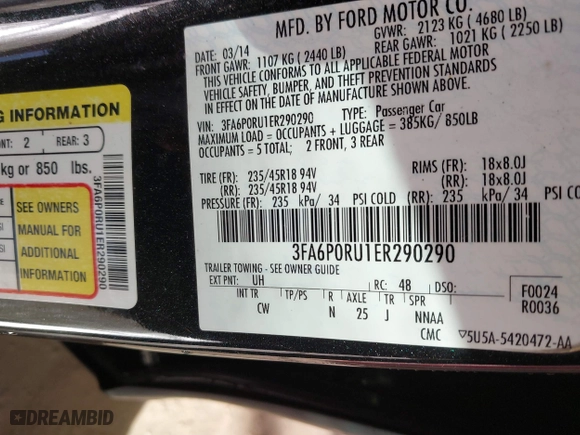 MFD. BY FORD MOTOR CO.
DATE: 03/14 GVWR: 2123 KG ( 4680 LB)
FRONT GAWR: 1107 KG ( 2440 LB) REAR GAWR: 1021 KG ( 2250 LB)
THIS VEHICLE CONFORMS TO ALL APPLICABLE FEDERAL MOTOR
VEHICLE SAFETY, BUMPER, AND THEFT PREVENTION STANDARDS
IN EFFECT ON THE DATE OF MANUFACTURE SHOWN ABOVE.
VIN: 3FA6P0RU1ER290290 TYPE: Passenger Car
MAXIMUM LOAD = OCCUPANTS + LUGGAGE = 385KG/ 850LB
OCCUPANTS = 5 TOTAL; 2 FRONT, 3 REAR
TIRE (FR): 235/45R18 94V RIMS (FR): 18x8.0J
(RR): 235/45R18 94V (RR): 18x8.0J
PRESSURE (FR): 235 kPa/ 34 PSI COLD (RR): 235 kPa/ 34 PSI CO
3FA6P0RU1ER290290
TRAILER TOWING - SEE OWNER GUIDE
EXT PNT: UH RC: 48 DSO:
INT TR TP/PS R AXLE TR SPR
CW N 25 J NNAA
CMC
F0024
R0036
▽5U5A-5420472-AA
G INFORMATION
NT: 2 REAR: 3
kg or 850 lbs.
SEE OWNERS
MANUAL FOR
ADDITIONAL
INFORMATION
SI
SI
3FA6P0RU1ER290290
DREAMBID